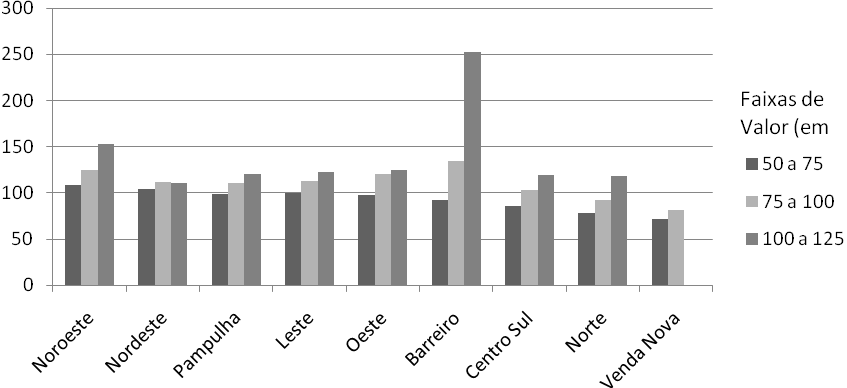 300
250
200
150
100
50
0
Noroeste
Nordeste
Pampulha
Leste
Oeste
Barreiro
Centro Sul
Norte
Venda Nova
Faixas de
Valor (em
50 a 75
75 a 100
100 a 125